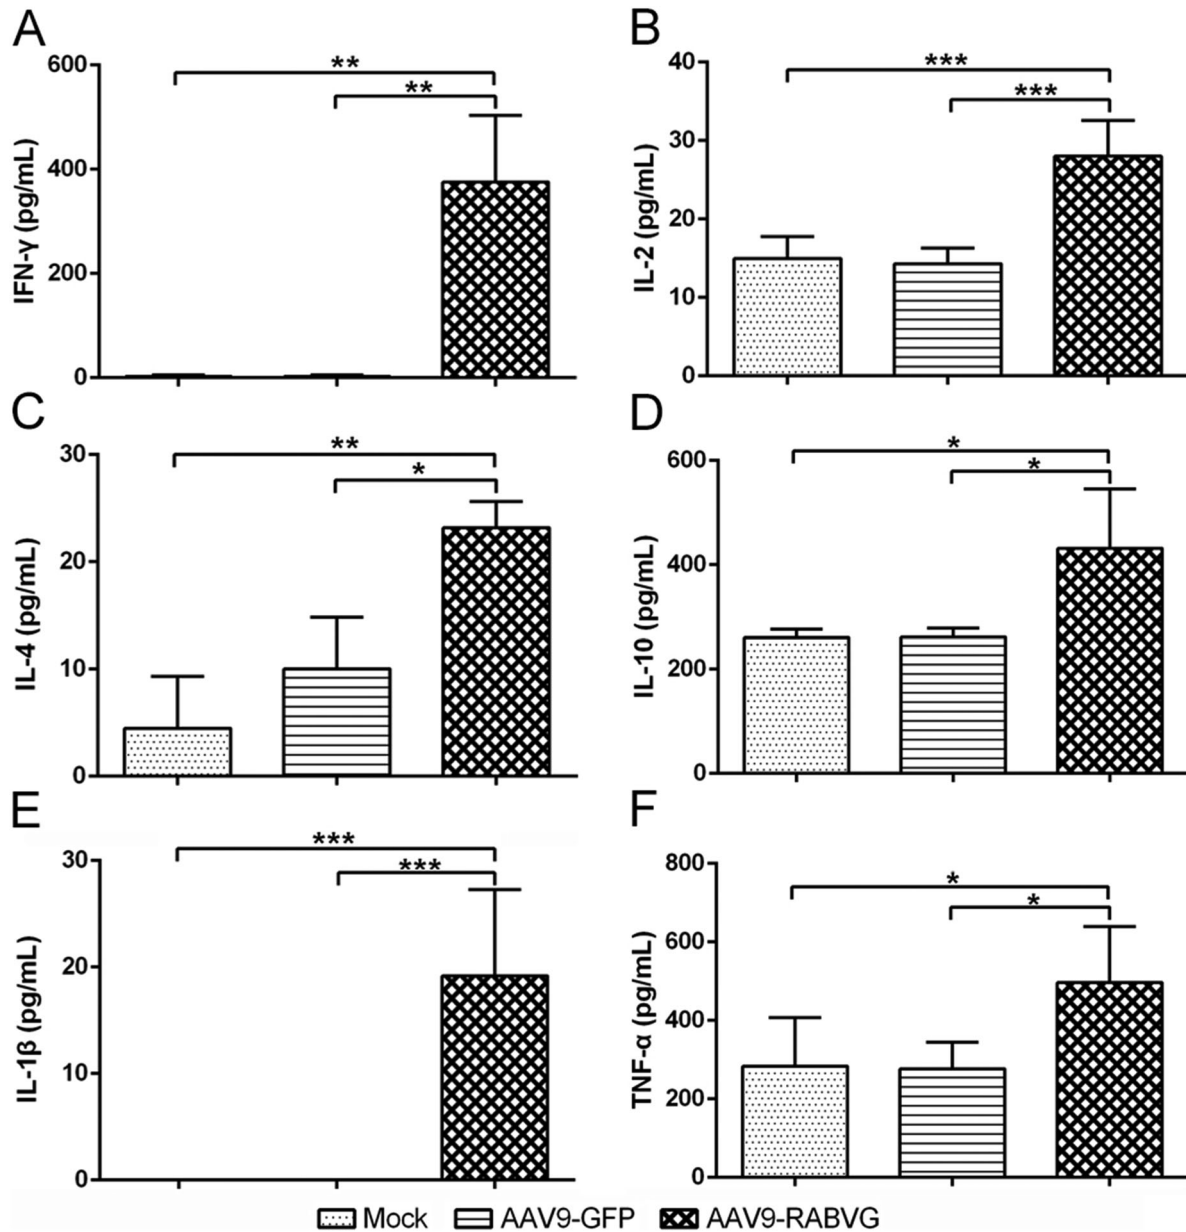 A
IFN-γ (pg/mL)
600
400
200
0
**
**
B
IL-2 (pg/mL)
40
30
20
10
0
***
***
C
IL-4 (pg/mL)
30
20
10
0
**
*
D
IL-10 (pg/mL)
600
400
200
0
*
*
E
IL-1β (pg/mL)
30
20
10
0
***
***
F
TNF-α (pg/mL)
800
600
400
200
0
*
*
Mock AAV9-GFP AAV9-RABVG